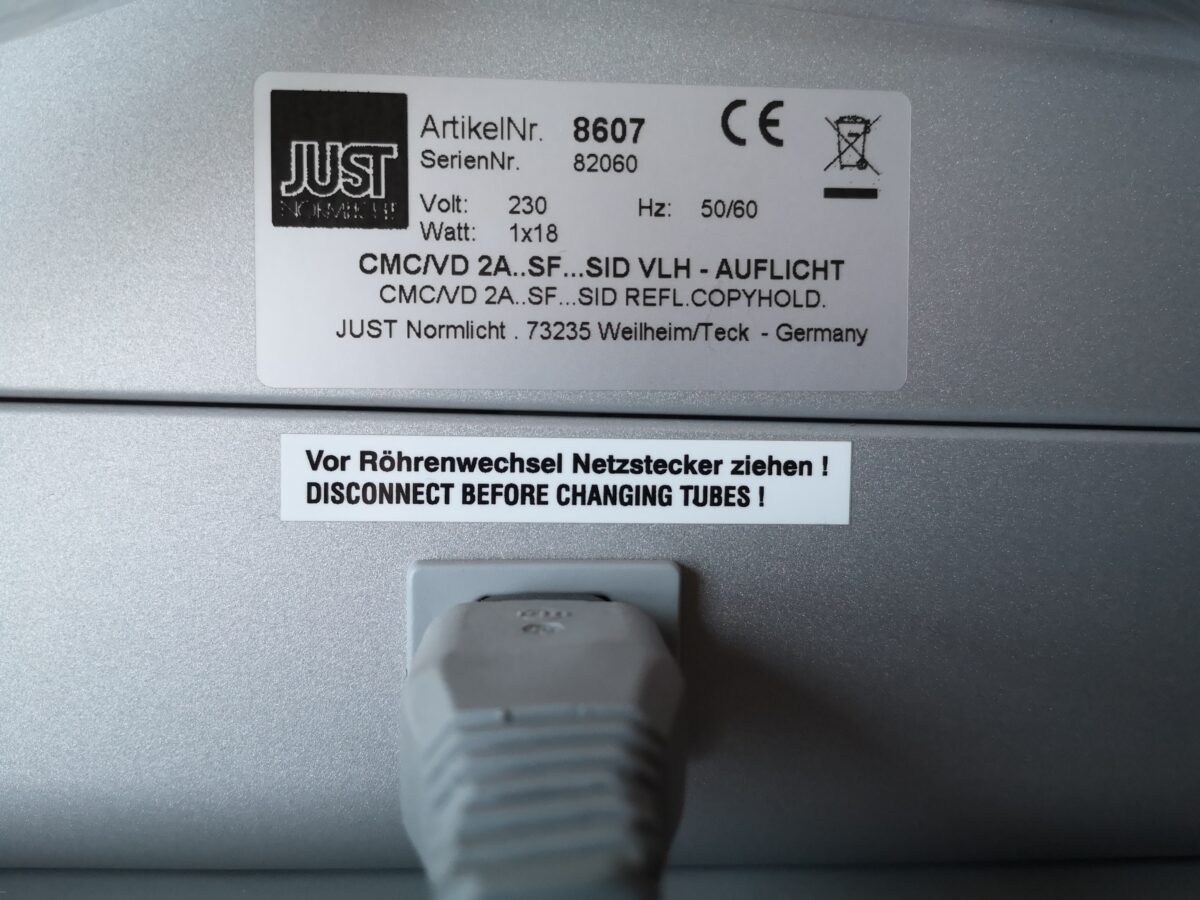 JUST
NORMLICHT
ArtikelNr. 8607
SerienNr. 82060
Volt: 230 Hz: 50/60
Watt: 1x18
CMC/VD 2A..SF...SID VLH - AUFLICHT
CMC/VD 2A..SF...SID REFL.COPYHOLD.
JUST Normlicht . 73235 Weilheim/Teck - Germany
Vor Röhrenwechsel Netzstecker ziehen !
DISCONNECT BEFORE CHANGING TUBES !